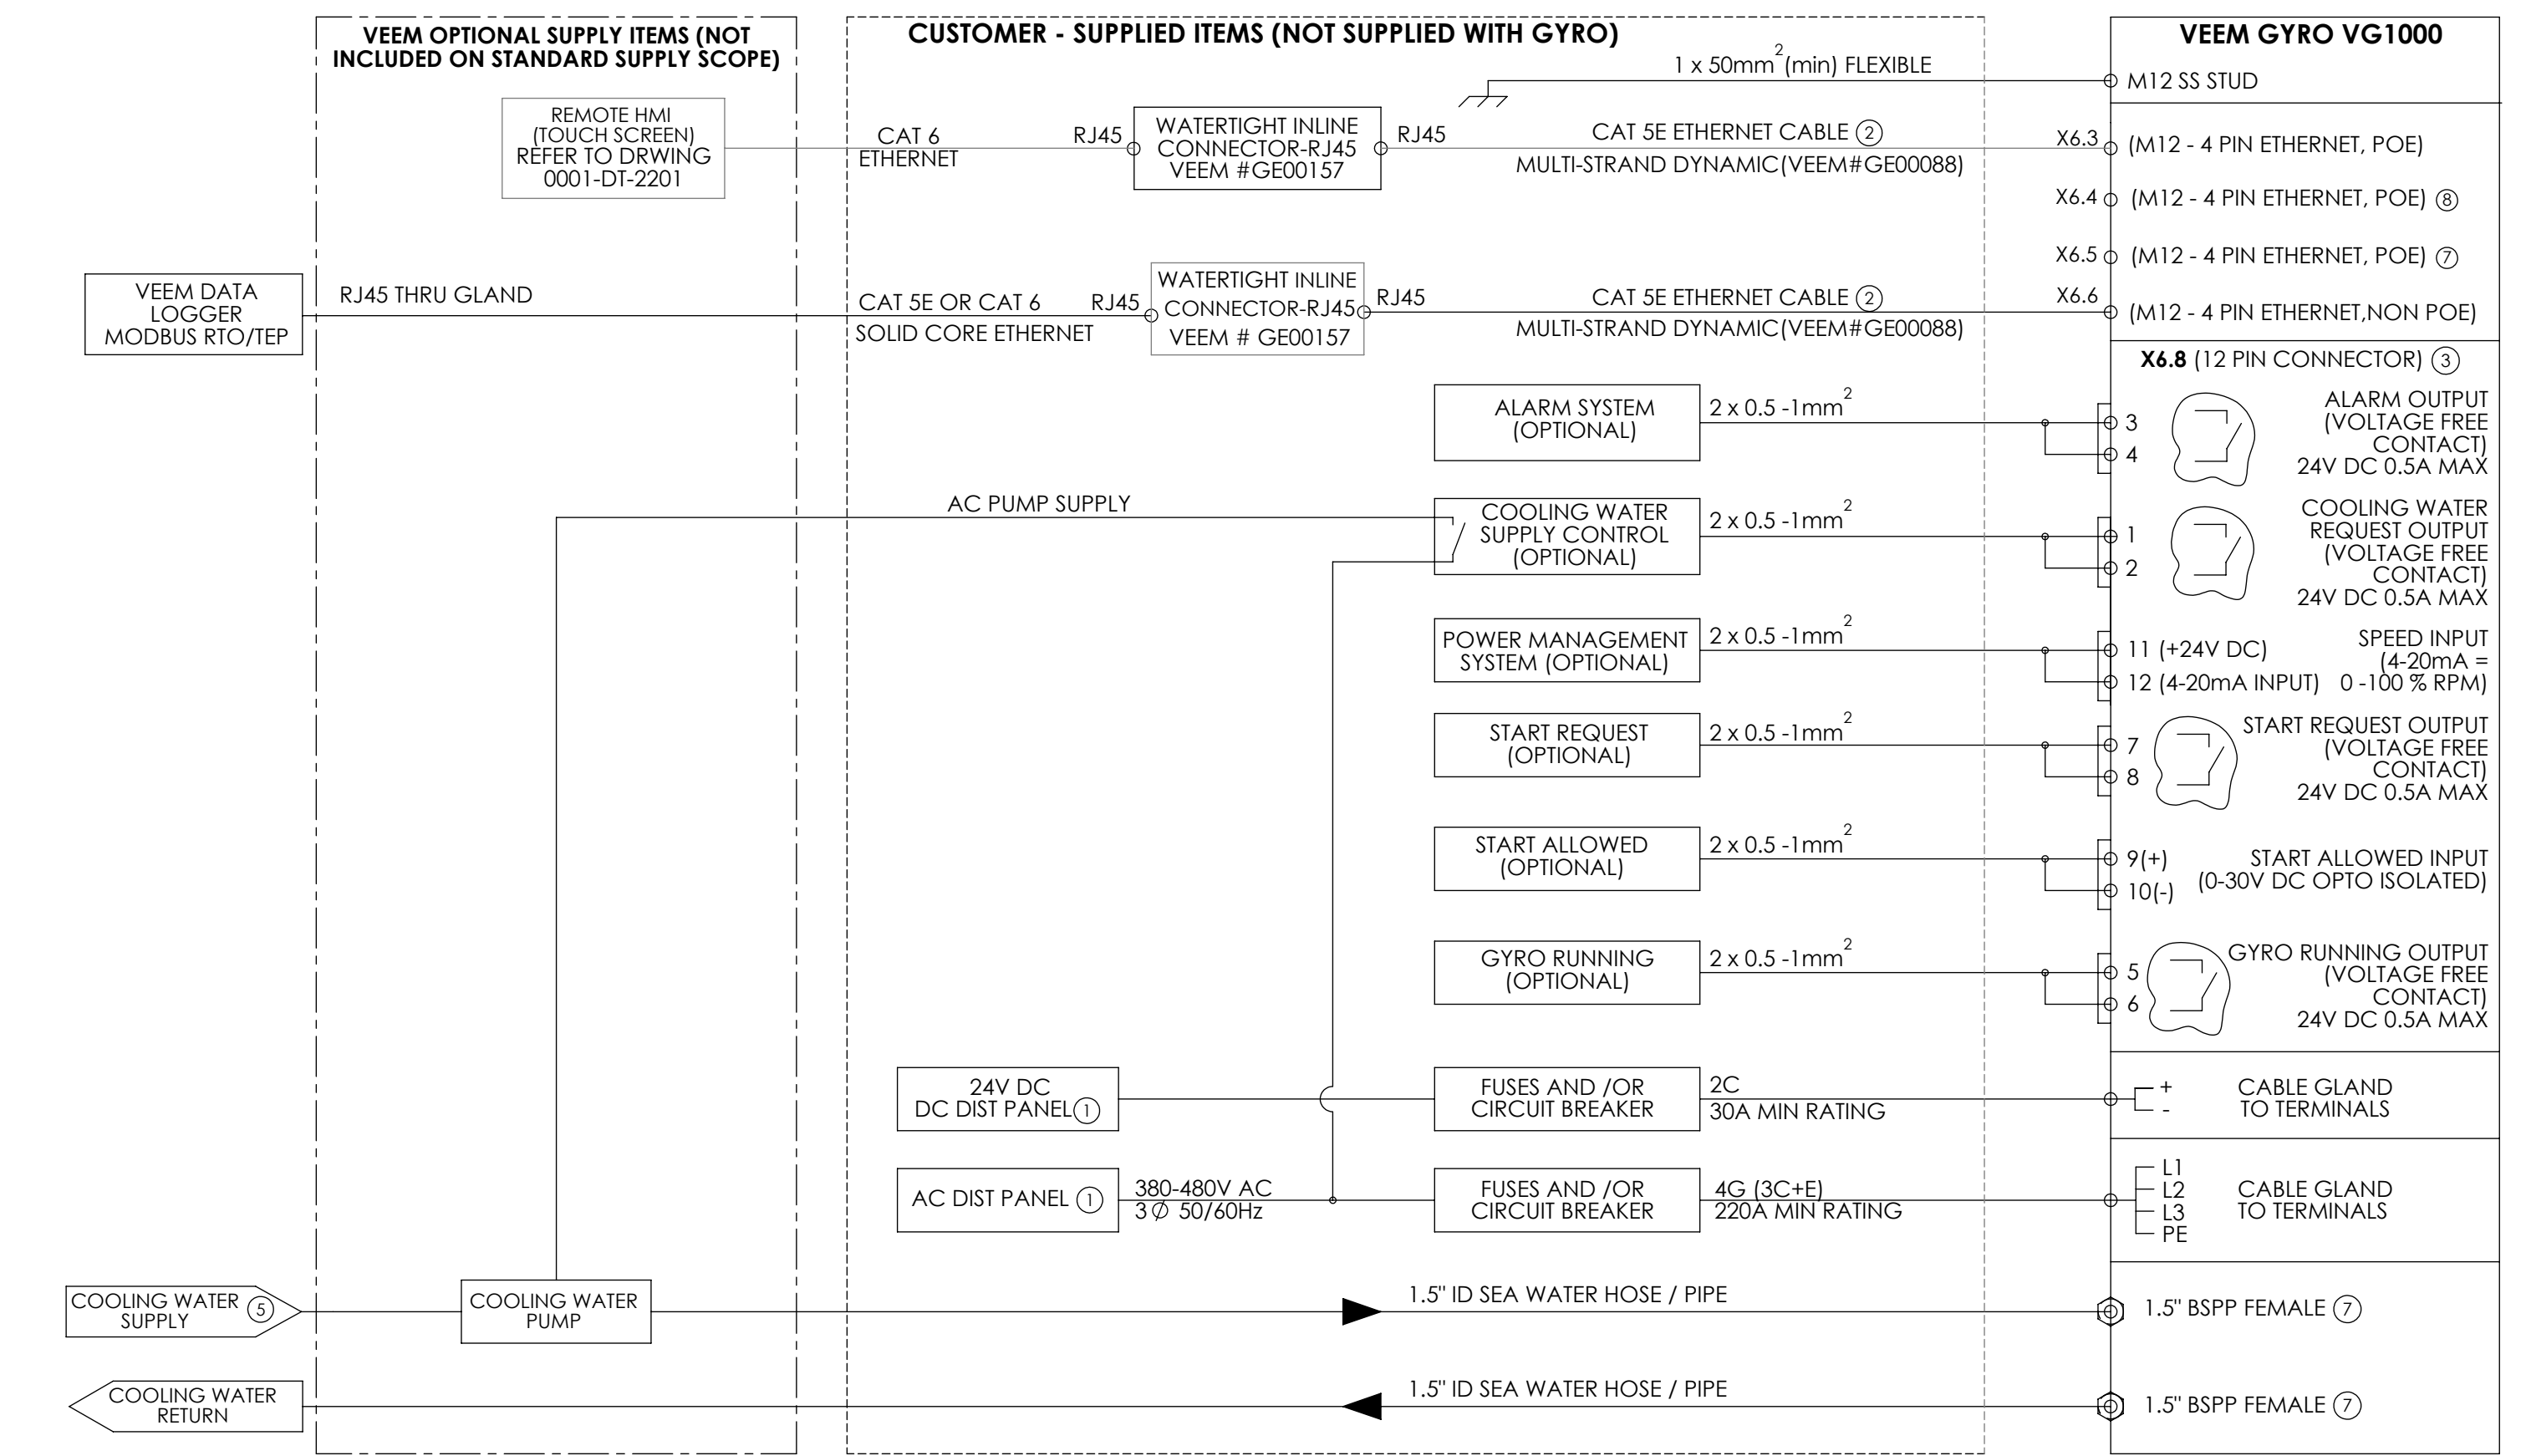 VEEM OPTIONAL SUPPLY ITEMS (NOT
INCLUDED ON STANDARD SUPPLY SCOPE)
CUSTOMER - SUPPLIED ITEMS (NOT SUPPLIED WITH GYRO)
VEEM GYRO VG1000
1 x 50mm²(min) FLEXIBLE
M12 SS STUD
REMOTE HMI
(TOUCH SCREEN)
REFER TO DRWING
0001-DT-2201
CAT 6
ETHERNET
RJ45
WATERTIGHT INLINE
CONNECTOR-RJ45
VEEM #GE00157
RJ45
CAT 5E ETHERNET CABLE ②
MULTI-STRAND DYNAMIC(VEEM#GE00088)
X6.3
(M12 - 4 PIN ETHERNET, POE)
X6.4
(M12 - 4 PIN ETHERNET, POE) ⑧
X6.5
(M12 - 4 PIN ETHERNET, POE) ⑦
VEEM DATA
LOGGER
MODBUS RTO/TEP
RJ45 THRU GLAND
CAT 5E OR CAT 6
SOLID CORE ETHERNET
RJ45
WATERTIGHT INLINE
CONNECTOR-RJ45
VEEM # GE00157
RJ45
CAT 5E ETHERNET CABLE ②
MULTI-STRAND DYNAMIC(VEEM#GE00088)
X6.6
(M12 - 4 PIN ETHERNET,NON POE)
X6.8 (12 PIN CONNECTOR) ③
ALARM SYSTEM
(OPTIONAL)
2 x 0.5 -1mm²
3
4
ALARM OUTPUT
(VOLTAGE FREE
CONTACT)
24V DC 0.5A MAX
AC PUMP SUPPLY
COOLING WATER
SUPPLY CONTROL
(OPTIONAL)
2 x 0.5 -1mm²
1
2
COOLING WATER
REQUEST OUTPUT
(VOLTAGE FREE
CONTACT)
24V DC 0.5A MAX
POWER MANAGEMENT
SYSTEM (OPTIONAL)
2 x 0.5 -1mm²
11 (+24V DC)
12 (4-20mA INPUT)
SPEED INPUT
(4-20mA =
0 -100 % RPM)
START REQUEST
(OPTIONAL)
2 x 0.5 -1mm²
7
8
START REQUEST OUTPUT
(VOLTAGE FREE
CONTACT)
24V DC 0.5A MAX
START ALLOWED
(OPTIONAL)
2 x 0.5 -1mm²
9(+)
10(-)
START ALLOWED INPUT
(0-30V DC OPTO ISOLATED)
GYRO RUNNING
(OPTIONAL)
2 x 0.5 -1mm²
5
6
GYRO RUNNING OUTPUT
(VOLTAGE FREE
CONTACT)
24V DC 0.5A MAX
24V DC
DC DIST PANEL ①
FUSES AND /OR
CIRCUIT BREAKER
2C
30A MIN RATING
+
-
CABLE GLAND
TO TERMINALS
AC DIST PANEL ①
380-480V AC
3 ∅ 50/60Hz
FUSES AND /OR
CIRCUIT BREAKER
4G (3C+E)
220A MIN RATING
L1
L2
L3
PE
CABLE GLAND
TO TERMINALS
COOLING WATER ⑤
SUPPLY
COOLING WATER
PUMP
1.5" ID SEA WATER HOSE / PIPE
1.5" BSPP FEMALE ⑦
COOLING WATER
RETURN
1.5" ID SEA WATER HOSE / PIPE
1.5" BSPP FEMALE ⑦